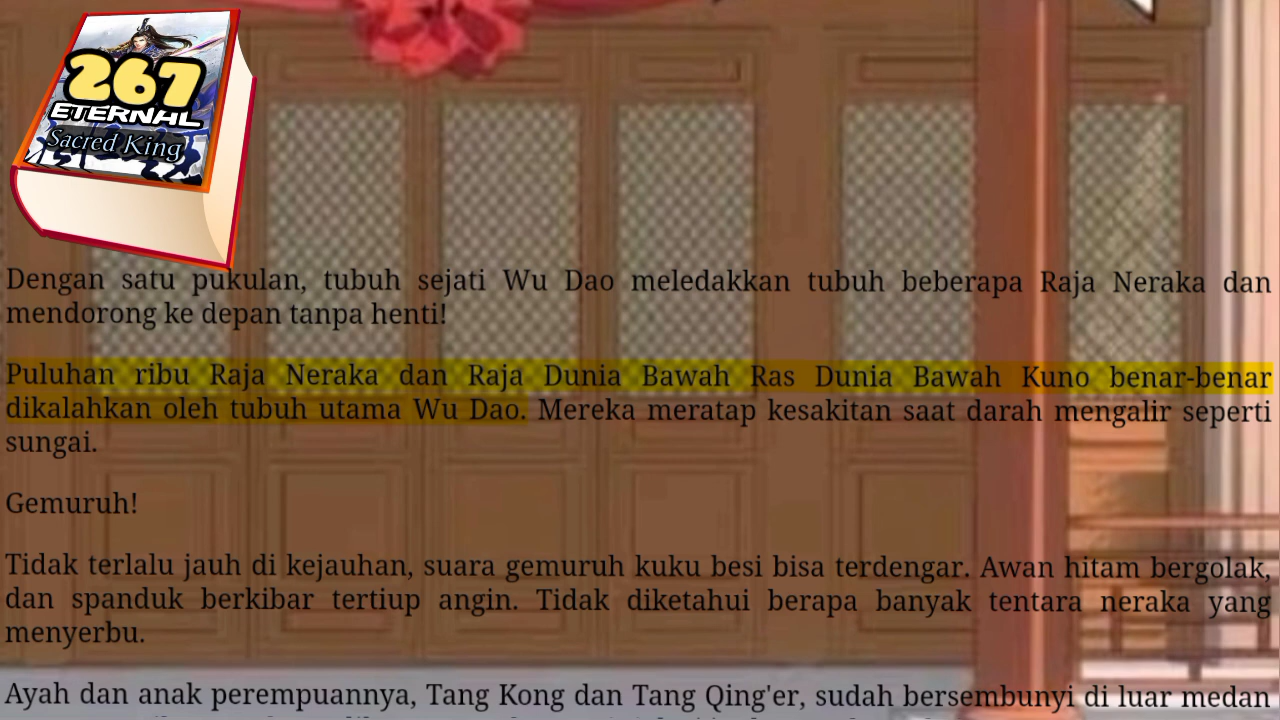 267
ETERNAL
Sacred King
Dengan satu pukulan, tubuh sejati Wu Dao meledakkan tubuh beberapa Raja Neraka dan
mendorong ke depan tanpa henti!
Puluhan ribu Raja Neraka dan Raja Dunia Bawah Ras Dunia Bawah Kuno benar-benar
dikalahkan oleh tubuh utama Wu Dao. Mereka meratap kesakitan saat darah mengalir seperti
sungai.
Gemuruh!
Tidak terlalu jauh di kejauhan, suara gemuruh kuku besi bisa terdengar. Awan hitam bergolak,
dan spanduk berkibar tertiup angin. Tidak diketahui berapa banyak tentara neraka yang
menyerbu.
Ayah dan anak perempuannya, Tang Kong dan Tang Qing'er, sudah bersembunyi di luar medan